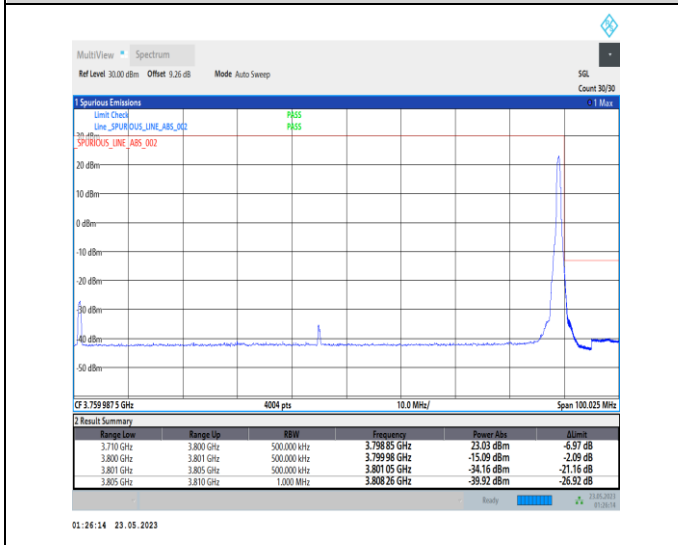 MultiView Spectrum
Ref Level 30.00 dBm Offset 9.26 dB Mode Auto Sweep SGL
Count 30/30
1 Spurious Emissions 1 Max
Limit Check PASS
Line _SPURIOUS_LINE_ABS_002 PASS
30 dBm
_SPURIOUS_LINE_ABS_002
20 dBm
10 dBm
0 dBm
-10 dBm
-20 dBm
-30 dBm
-40 dBm
-50 dBm
CF 3.759 987 5 GHz 4004 pts 10.0 MHz/ Span 100.025 MHz
2 Result Summary
Range Low Range Up RBW Frequency Power Abs ΔLimit
3.710 GHz 3.800 GHz 500.000 kHz 3.798 85 GHz 23.03 dBm -6.97 dB
3.800 GHz 3.801 GHz 500.000 kHz 3.799 98 GHz -15.09 dBm -2.09 dB
3.801 GHz 3.805 GHz 500.000 kHz 3.801 05 GHz -34.16 dBm -21.16 dB
3.805 GHz 3.810 GHz 1.000 MHz 3.808 26 GHz -39.92 dBm -26.92 dB
Ready 23.05.2023
01:26:14
01:26:14 23.05.2023